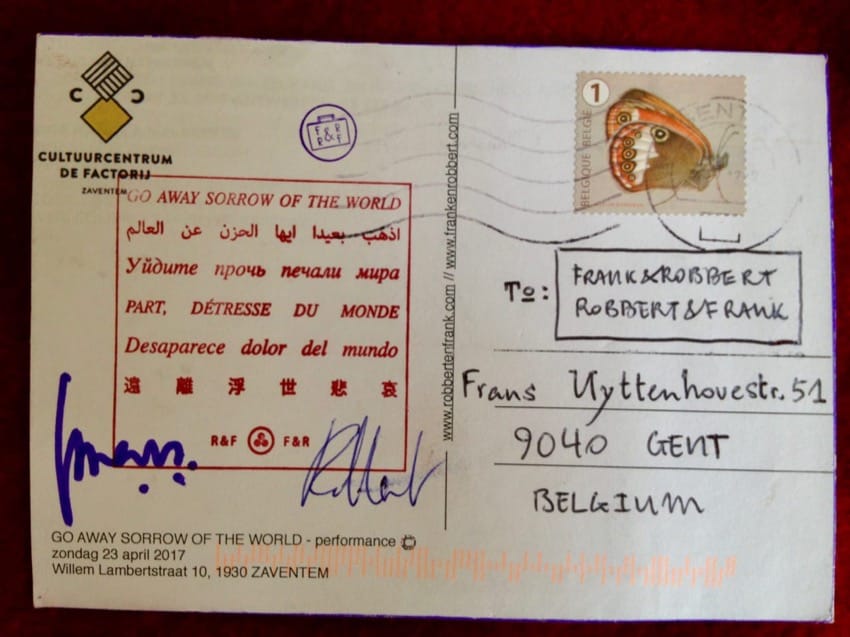 C C
CULTUURCENTRUM
DE FACTORIJ
ZAVENTEM
F & R
R & F
GO AWAY SORROW OF THE WORLD
اذهب بعيدا ايها الحزن عن العالم
Уйдите прочь печали мира
PART, DÉTRESSE DU MONDE
Desaparece dolor del mundo
遠離浮世悲哀
R&F F&R
GO AWAY SORROW OF THE WORLD - performance
zondag 23 april 2017
Willem Lambertstraat 10, 1930 ZAVENTEM
www.robbertenfrank.com // www.frankenrobbert.com
1
BELGIQUE BELGIË
GENT
To:
FRANK&ROBBERT
ROBBERT&FRANK
Frans Uyttenhovestr. 51
9040 GENT
BELGIUM